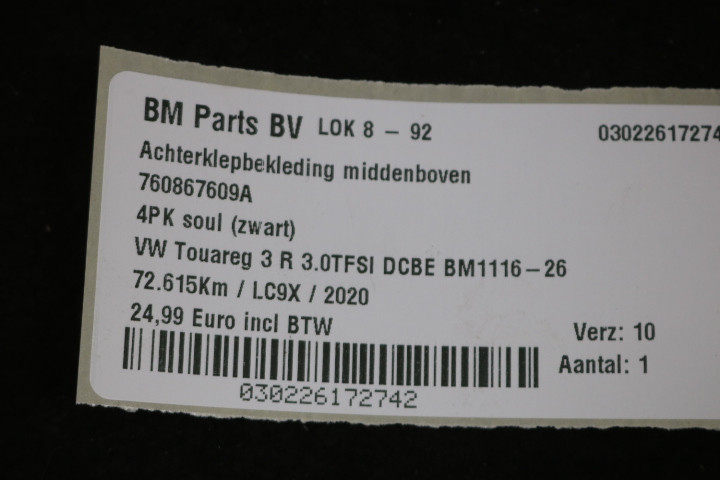 BM Parts BV LOK 8 - 92 03022617274
Achterklepbekleding middenboven
760867609A
4PK soul (zwart)
VW Touareg 3 R 3.0TFSI DCBE BM1116-26
72.615Km / LC9X / 2020
24,99 Euro incl BTW
Verz: 10
Aantal: 1
030226172742